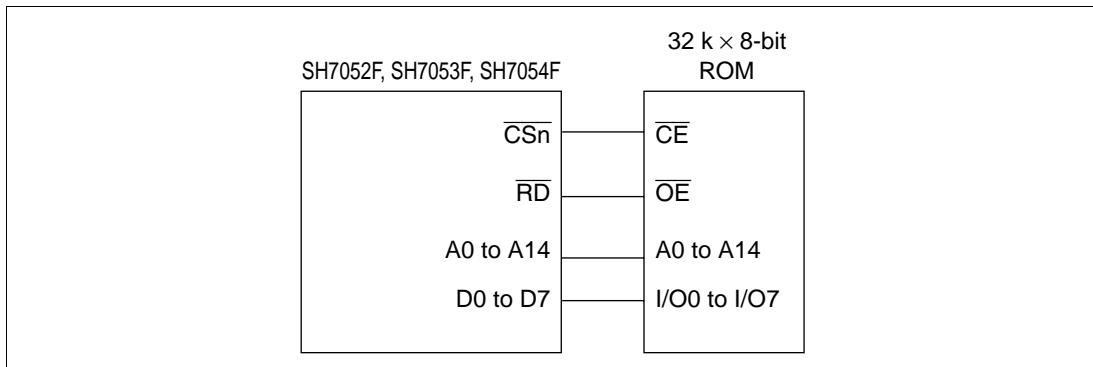 32 k × 8-bit
SH7052F, SH7053F, SH7054F ROM
CSn CE
RD OE
A0 to A14 A0 to A14
D0 to D7 I/O0 to I/O7